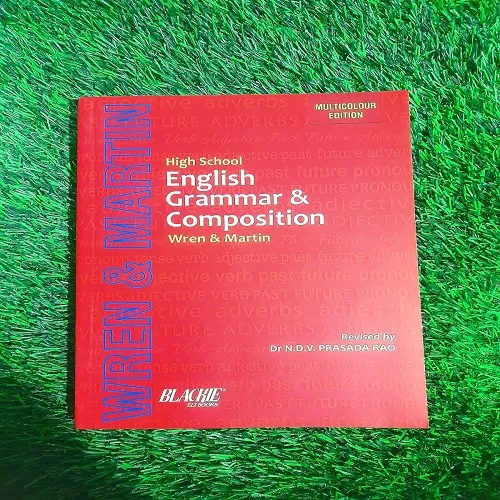 MULTICOLOUR
EDITION
WREN & MARTIN
High School
English
Grammar &
Composition
Wren & Martin
Revised by
Dr N.D.V. PRASADA RAO
BLACKIE®
ELT BOOKS